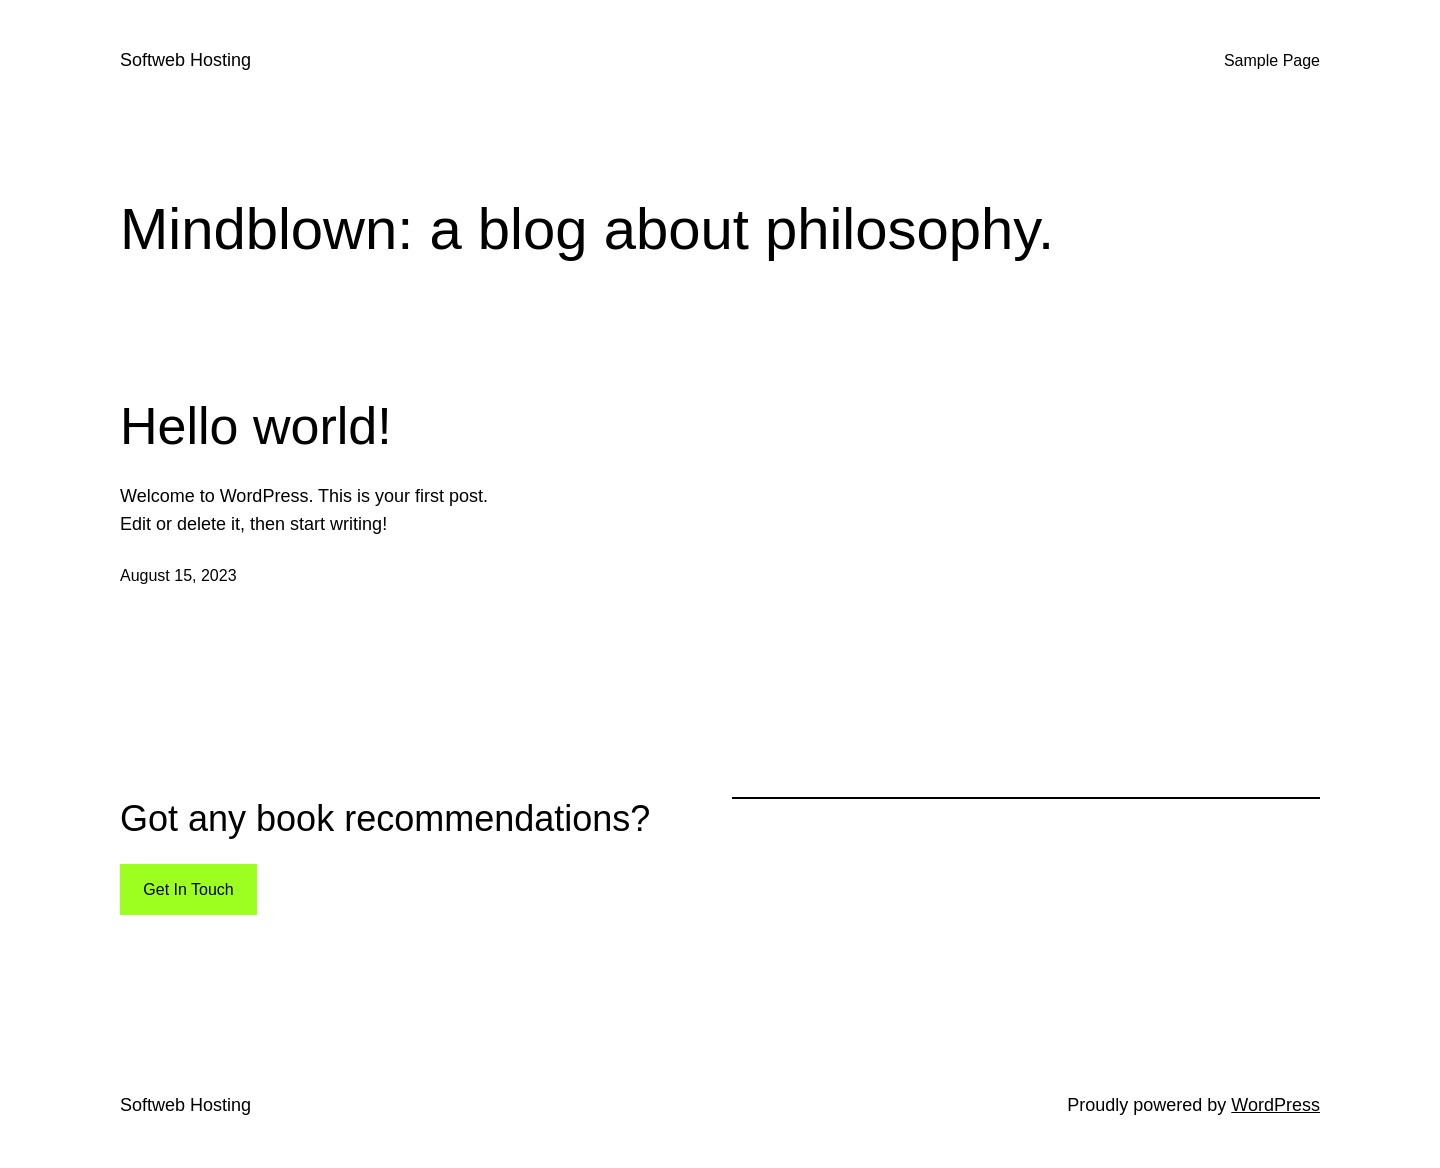 Softweb Hosting
Sample Page
Mindblown: a blog about philosophy.
Hello world!
Welcome to WordPress. This is your first post.
Edit or delete it, then start writing!
August 15, 2023
Got any book recommendations?
Get In Touch
Softweb Hosting
Proudly powered by WordPress